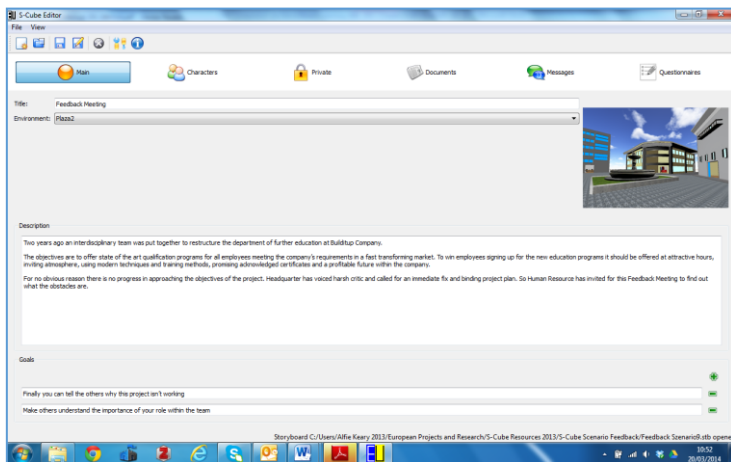 S-Cube Editor
File View
Main
Characters
Private
Documents
Messages
Questionnaires
Title: Feedback Meeting
Environment: Plaza2
Description
Two years ago an interdisciplinary team was put together to restructure the department of further education at Builditup Company.
The objectives are to offer state of the art qualification programs for all employees meeting the company's requirements in a fast transforming market. To win employees signing up for the new education programs it should be offered at attractive hours,
inviting atmosphere, using modern techniques and training methods, promising acknowledged certificates and a profitable future within the company.
For no obvious reason there is no progress in approaching the objectives of the project. Headquarter has voiced harsh critic and called for an immediate fix and binding project plan. So Human Resource has invited for this Feedback Meeting to find out
what the obstacles are.
Goals
Finally you can tell the others why this project isn't working
Make others understand the importance of your role within the team
Storyboard C:/Users/Alfie Keary 2013/European Projects and Research/S-Cube Resources 2013/S-Cube Scenario Feedback/Feedback Szenario9.stb opene
10:52
20/03/2014